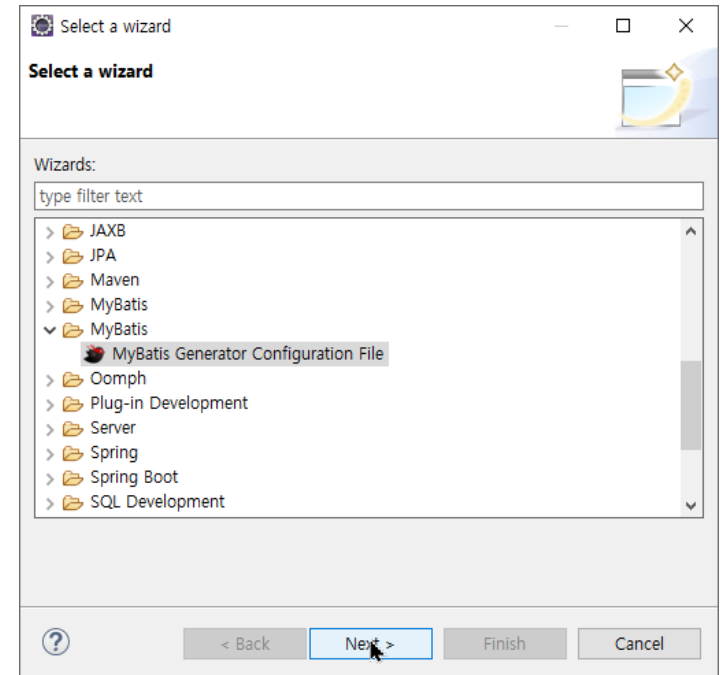 Select a wizard
Select a wizard
Wizards:
type filter text
JAXB
JPA
Maven
MyBatis
MyBatis
MyBatis Generator Configuration File
Oomph
Plug-in Development
Server
Spring
Spring Boot
SQL Development
? < Back Next > Finish Cancel